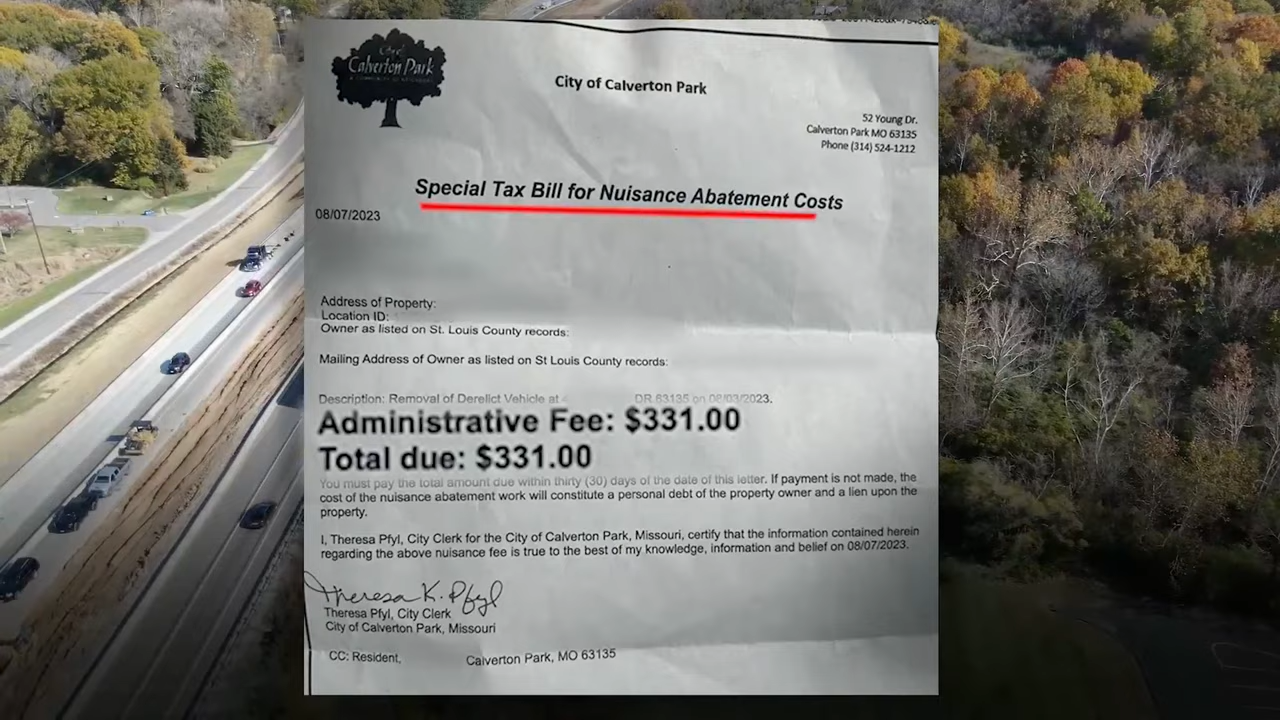 City of
Calverton Park
City of Calverton Park
52 Young Dr.
Calverton Park MO 63135
Phone (314) 524-1212
Special Tax Bill for Nuisance Abatement Costs
08/07/2023
Address of Property:
Location ID:
Owner as listed on St. Louis County records:
Mailing Address of Owner as listed on St Louis County records:
Description: Removal of Derelict Vehicle at DR 63135 on 08/03/2023.
Administrative Fee: $331.00
Total due: $331.00
You must pay the total amount due within thirty (30) days of the date of this letter. If payment is not made, the
cost of the nuisance abatement work will constitute a personal debt of the property owner and a lien upon the
property.
I, Theresa Pfyl, City Clerk for the City of Calverton Park, Missouri, certify that the information contained herein
regarding the above nuisance fee is true to the best of my knowledge, information and belief on 08/07/2023.
Theresa K. Pfyl
Theresa Pfyl, City Clerk
City of Calverton Park, Missouri
CC: Resident, Calverton Park, MO 63135